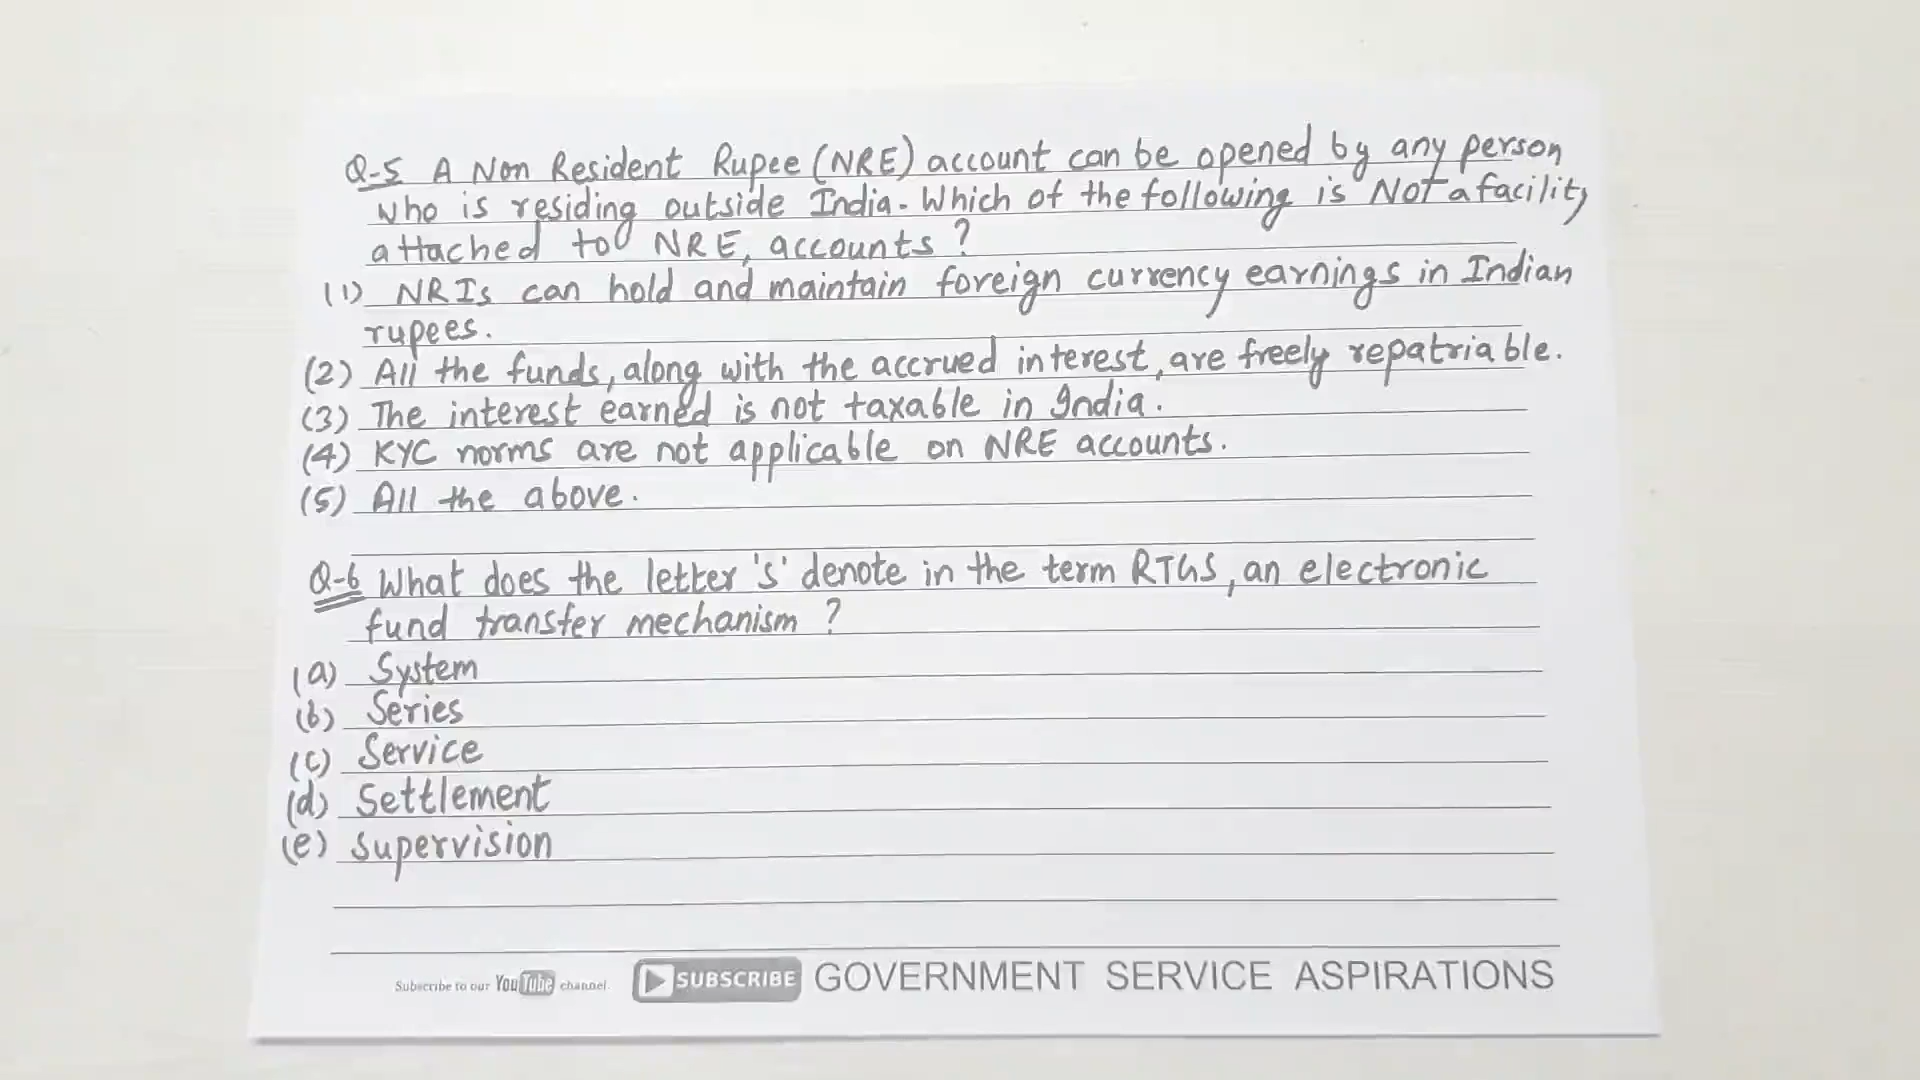 Q-5 A Non Resident Rupee (NRE) account can be opened by any person
who is residing outside India. Which of the following is Not a facility
attached to NRE, accounts ?
(1) NRIs can hold and maintain foreign currency earnings in Indian
rupees.
(2) All the funds, along with the accrued interest, are freely repatriable.
(3) The interest earned is not taxable in India.
(4) KYC norms are not applicable on NRE accounts.
(5) All the above.
Q-6 What does the letter 's' denote in the term RTGS, an electronic
fund transfer mechanism ?
(a) System
(b) Series
(c) Service
(d) Settlement
(e) Supervision
Subscribe to our YouTube channel. SUBSCRIBE GOVERNMENT SERVICE ASPIRATIONS